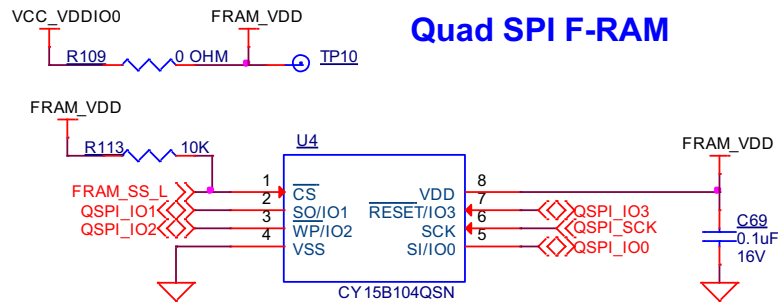 VCC_VDDIO0 FRAM_VDD Quad SPI F-RAM
R109 0 OHM TP10
FRAM_VDD
R113 10K U4 FRAM_VDD
FRAM_SS_L 1 CS VDD 8
QSPI_IO1 2 SO/IO1 RESET/IO3 7 QSPI_IO3
QSPI_IO2 3 WP/IO2 SCK 6 QSPI_SCK
4 VSS SI/IO0 5 QSPI_IO0
C69
0.1uF
16V
CY15B104QSN